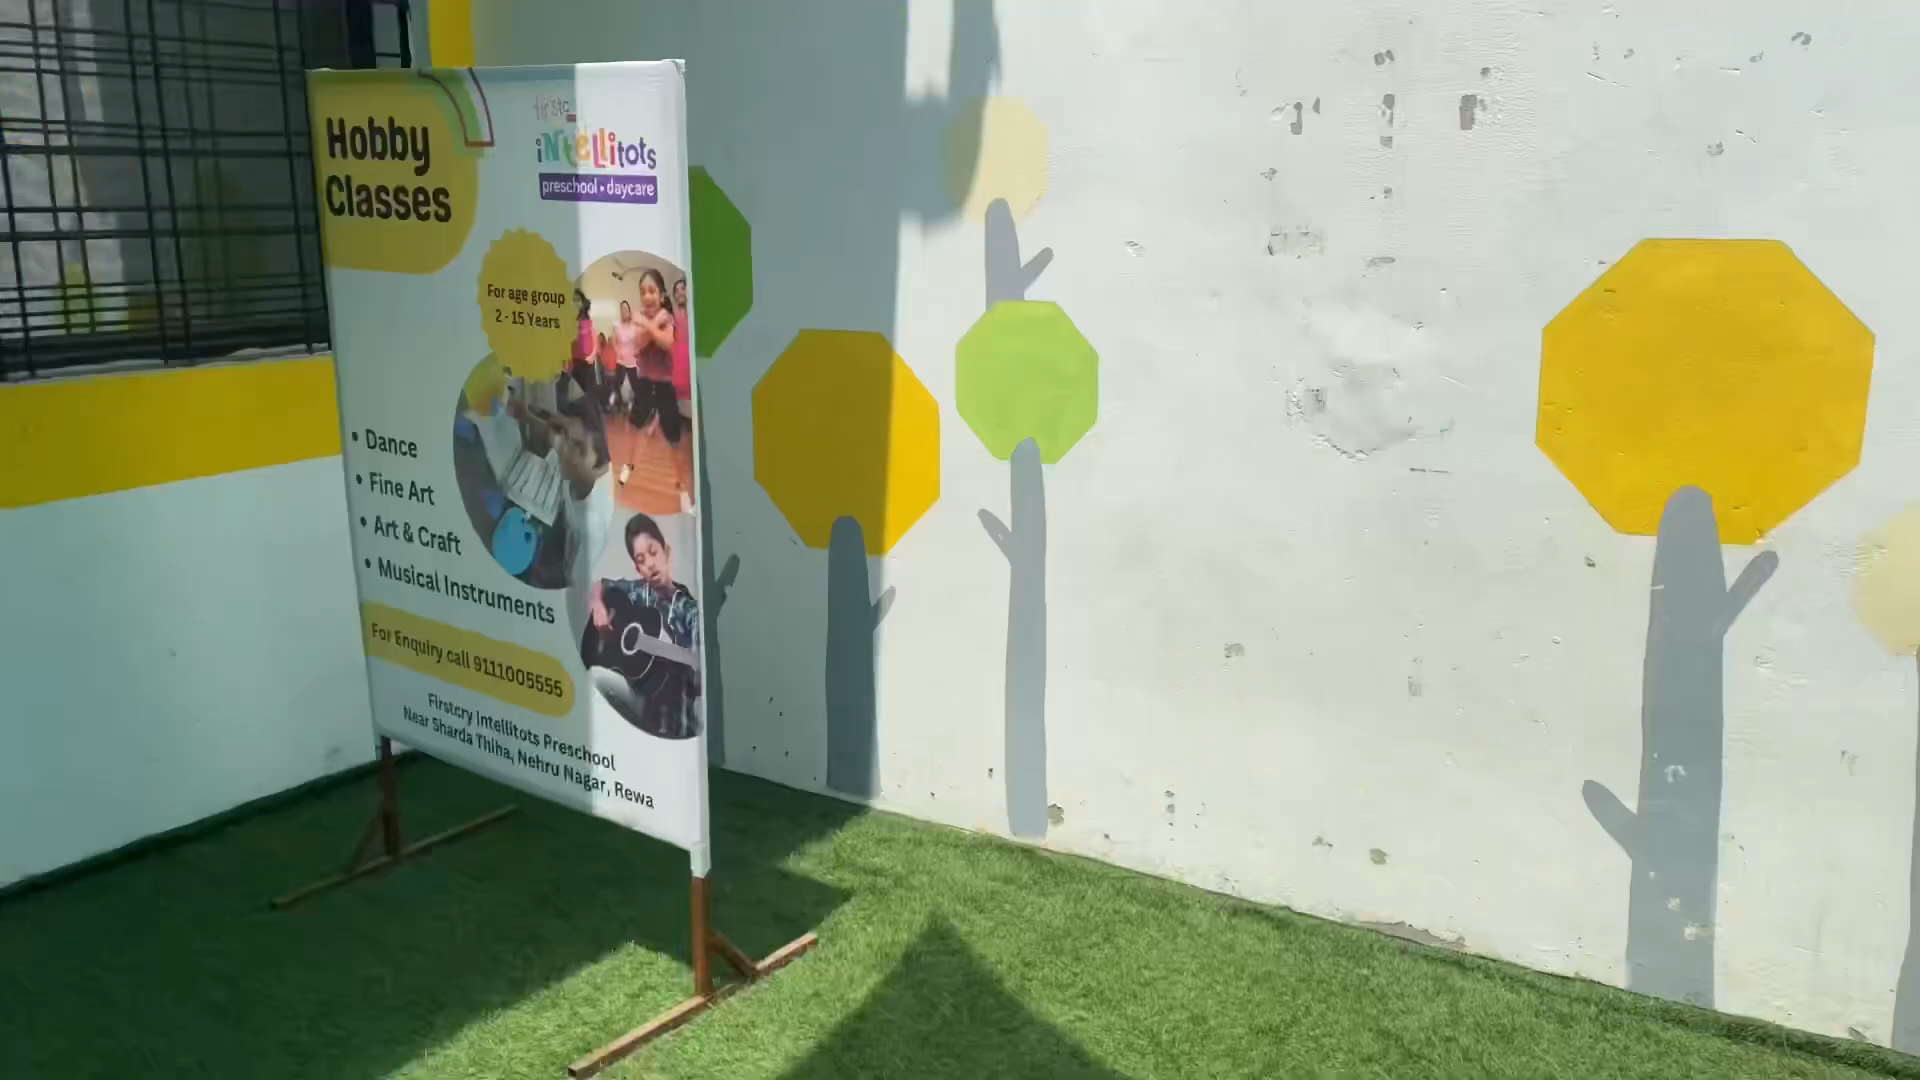 Hobby
Classes
firstc
iNtelLitots
preschool • daycare
For age group
2 - 15 Years
• Dance
• Fine Art
• Art & Craft
• Musical Instruments
For Enquiry call 9111005555
Firstcry Intellitots Preschool
Near Sharda Thiha, Nehru Nagar, Rewa